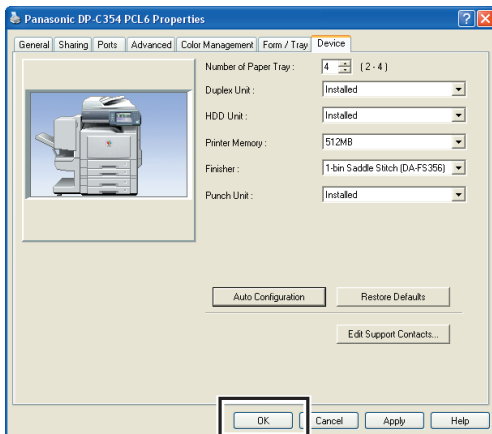 Panasonic DP-C354 PCL6 Properties
General Sharing Ports Advanced Color Management Form / Tray Device
Number of Paper Tray : 4 ( 2 - 4 )
Duplex Unit : Installed
HDD Unit : Installed
Printer Memory : 512MB
Finisher : 1-bin Saddle Stitch (DA-FS356)
Punch Unit : Installed
Auto Configuration Restore Defaults
Edit Support Contacts...
OK Cancel Apply Help